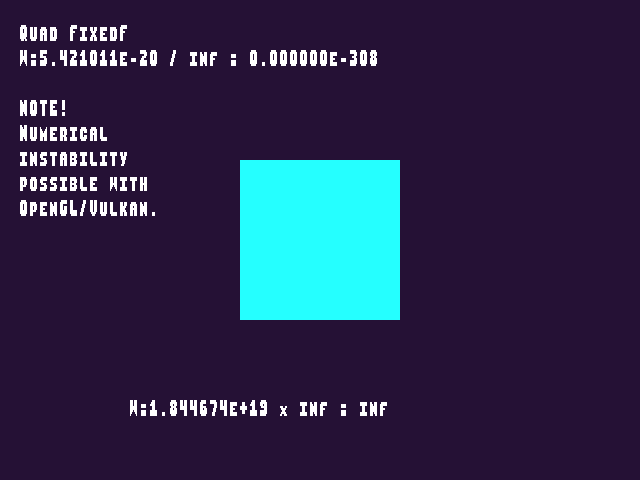 Quad fixedf
W:5.421011E-20 / inf : 0.000000E-308
NOTE!
Numerical
instability
possible with
OpenGL/Vulkan.
W:1.844674E+19 x inf : inf